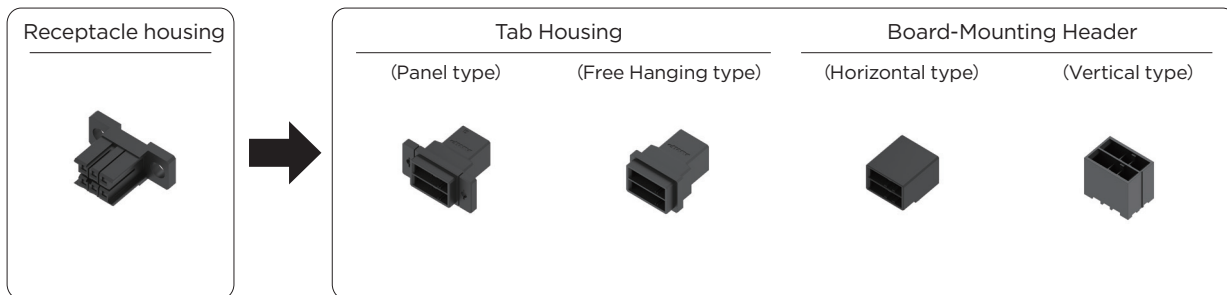 Receptacle housing
Tab Housing
Board-Mounting Header
(Panel type)
(Free Hanging type)
(Horizontal type)
(Vertical type)